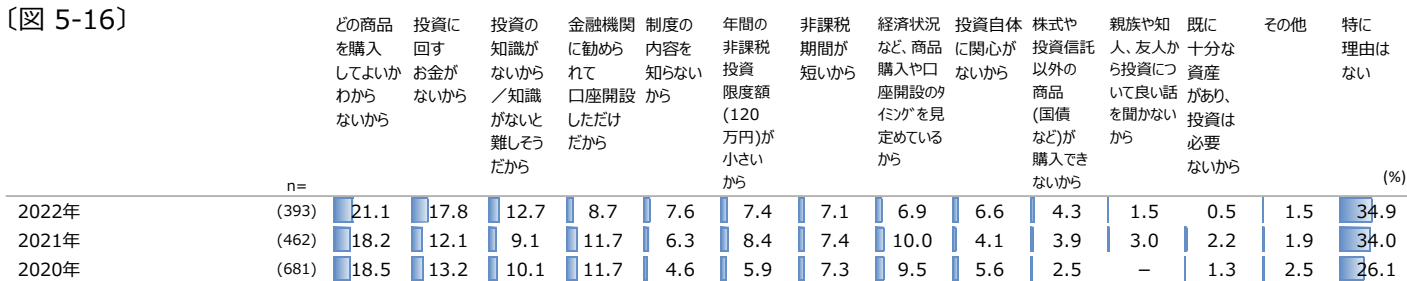 〔図 5-16〕
どの商品
を購入
してよいか
わから
ないから
投資に
回す
お金が
ないから
投資の
知識が
ないから
／知識
がないと
難しそう
だから
金融機関
に勧めら
れて
口座開設
しただけ
だから
制度の
内容を
知らない
から
年間の
非課税
投資
限度額
(120
万円)が
小さい
から
非課税
期間が
短いから
経済状況
など、商品
購入や口
座開設のタ
イミングを見
定めている
から
投資自体
に関心が
ないから
株式や
投資信託
以外の
商品
(国債
など)が
購入でき
ないから
親族や知
人、友人か
ら投資につ
いて良い話
を聞かない
から
既に
十分な
資産
があり、
投資は
必要
ないから
その他
特に
理由は
ない
n= (%)
2022年 (393) 21.1 17.8 12.7 8.7 7.6 7.4 7.1 6.9 6.6 4.3 1.5 0.5 1.5 34.9
2021年 (462) 18.2 12.1 9.1 11.7 6.3 8.4 7.4 10.0 4.1 3.9 3.0 2.2 1.9 34.0
2020年 (681) 18.5 13.2 10.1 11.7 4.6 5.9 7.3 9.5 5.6 2.5 − 1.3 2.5 26.1